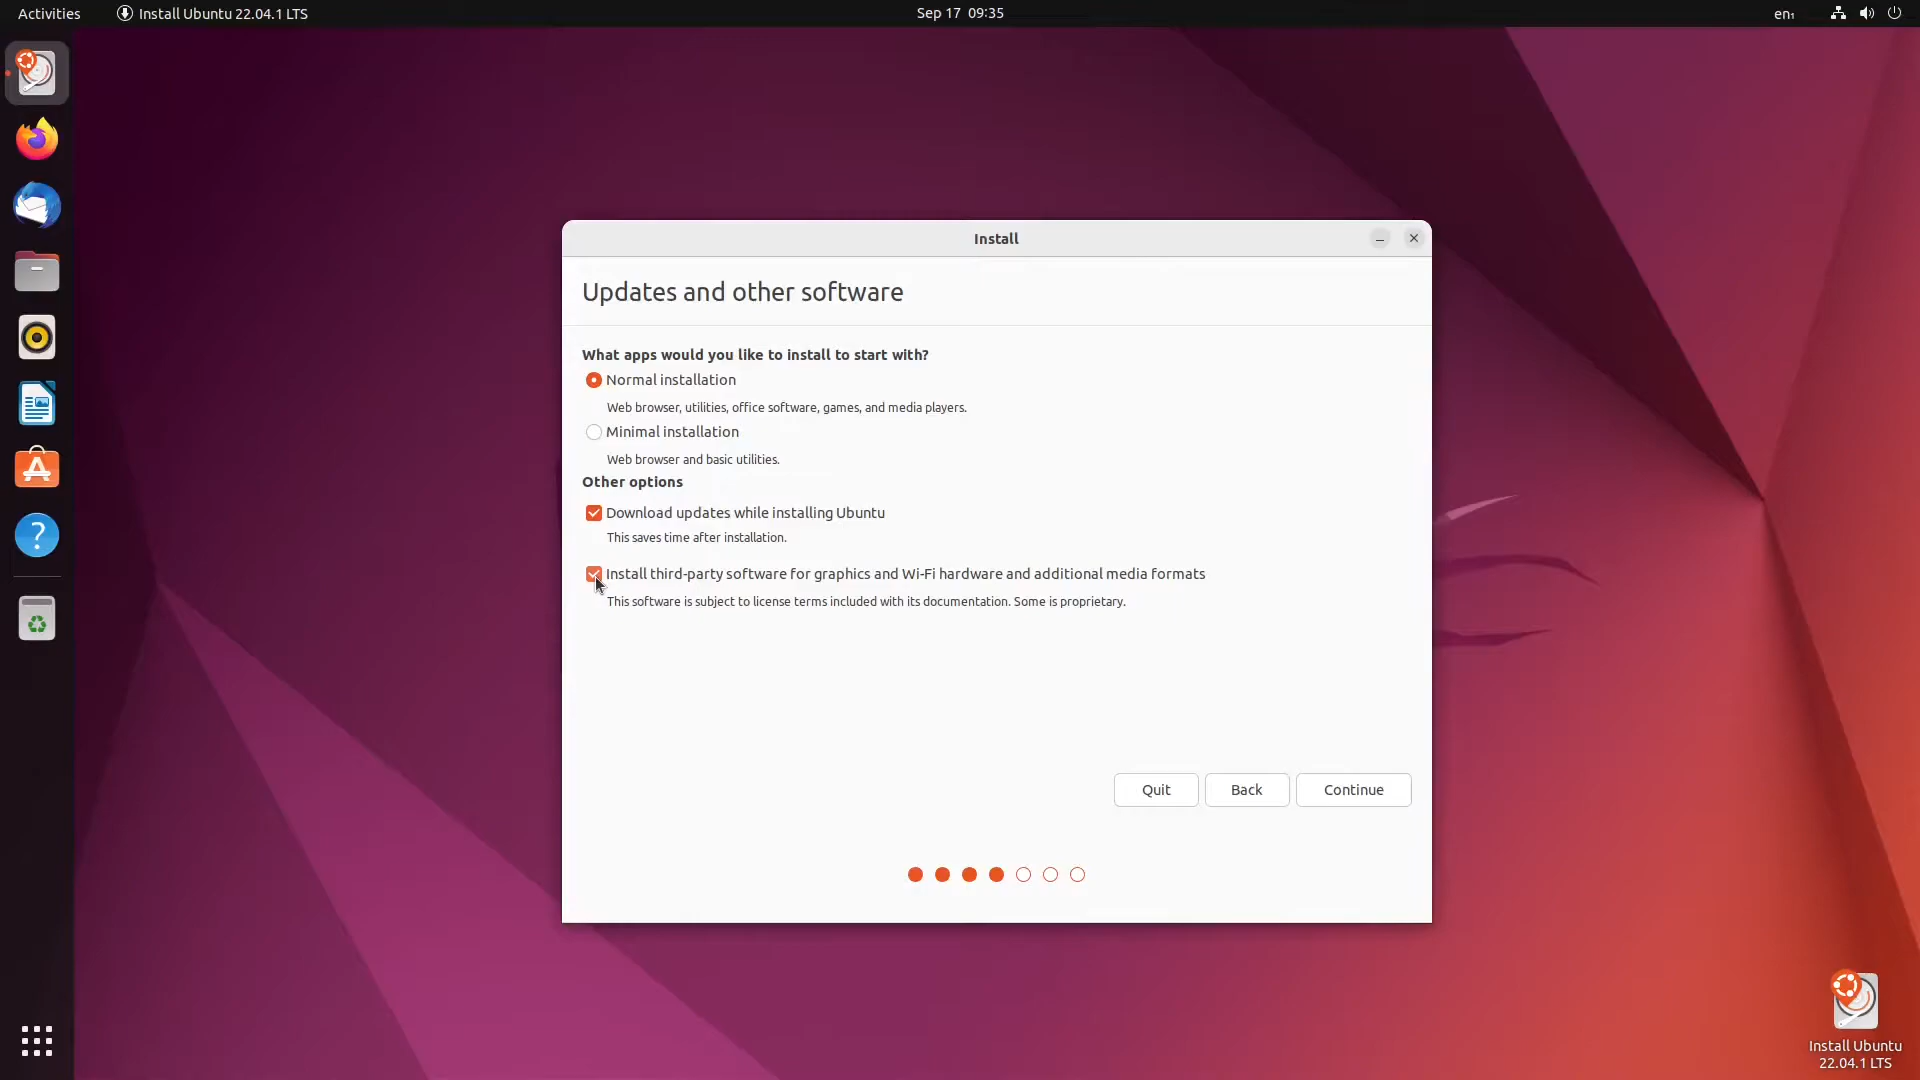 Activities
Install Ubuntu 22.04.1 LTS
Sep 17 09:35
en₁
Install
Updates and other software
What apps would you like to install to start with?
Normal installation
Web browser, utilities, office software, games, and media players.
Minimal installation
Web browser and basic utilities.
Other options
Download updates while installing Ubuntu
This saves time after installation.
Install third-party software for graphics and Wi-Fi hardware and additional media formats
This software is subject to license terms included with its documentation. Some is proprietary.
Quit
Back
Continue
Install Ubuntu
22.04.1 LTS